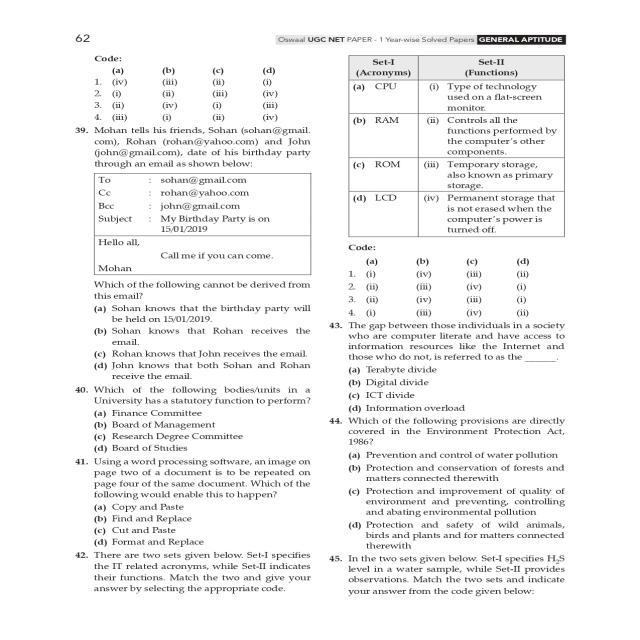 62
Oswaal UGC NET PAPER - 1 Year-wise Solved Papers GENERAL APTITUDE
Code:
(a) (b) (c) (d)
1. (iv) (iii) (ii) (i)
2. (i) (ii) (iii) (iv)
3. (ii) (iv) (i) (iii)
4. (iii) (i) (ii) (iv)
39. Mohan tells his friends, Sohan (sohan@gmail.
com), Rohan (rohan@yahoo.com) and John
(john@gmail.com), date of his birthday party
through an email as shown below:
To : sohan@gmail.com
Cc : rohan@yahoo.com
Bcc : john@gmail.com
Subject : My Birthday Party is on
15/01/2019
Hello all,
Call me if you can come.
Mohan
Which of the following cannot be derived from
this email?
(a) Sohan knows that the birthday party will
be held on 15/01/2019.
(b) Sohan knows that Rohan receives the
email.
(c) Rohan knows that John receives the email.
(d) John knows that both Sohan and Rohan
receive the email.
40. Which of the following bodies/units in a
University has a statutory function to perform?
(a) Finance Committee
(b) Board of Management
(c) Research Degree Committee
(d) Board of Studies
41. Using a word processing software, an image on
page two of a document is to be repeated on
page four of the same document. Which of the
following would enable this to happen?
(a) Copy and Paste
(b) Find and Replace
(c) Cut and Paste
(d) Format and Replace
42. There are two sets given below. Set-I specifies
the IT related acronyms, while Set-II indicates
their functions. Match the two and give your
answer by selecting the appropriate code.
Set-I Set-II
(Acronyms) (Functions)
(a) CPU (i) Type of technology
used on a flat-screen
monitor.
(b) RAM (ii) Controls all the
functions performed by
the computer's other
components.
(c) ROM (iii) Temporary storage,
also known as primary
storage.
(d) LCD (iv) Permanent storage that
is not erased when the
computer's power is
turned off.
Code:
(a) (b) (c) (d)
1. (i) (iv) (iii) (ii)
2. (ii) (iii) (iv) (i)
3. (ii) (iv) (iii) (i)
4. (i) (iii) (iv) (ii)
43. The gap between those individuals in a society
who are computer literate and have access to
information resources like the Internet and
those who do not, is referred to as the ______.
(a) Terabyte divide
(b) Digital divide
(c) ICT divide
(d) Information overload
44. Which of the following provisions are directly
covered in the Environment Protection Act,
1986?
(a) Prevention and control of water pollution
(b) Protection and conservation of forests and
matters connected therewith
(c) Protection and improvement of quality of
environment and preventing, controlling
and abating environmental pollution
(d) Protection and safety of wild animals,
birds and plants and for matters connected
therewith
45. In the two sets given below. Set-I specifies H₂S
level in a water sample, while Set-II provides
observations. Match the two sets and indicate
your answer from the code given below: